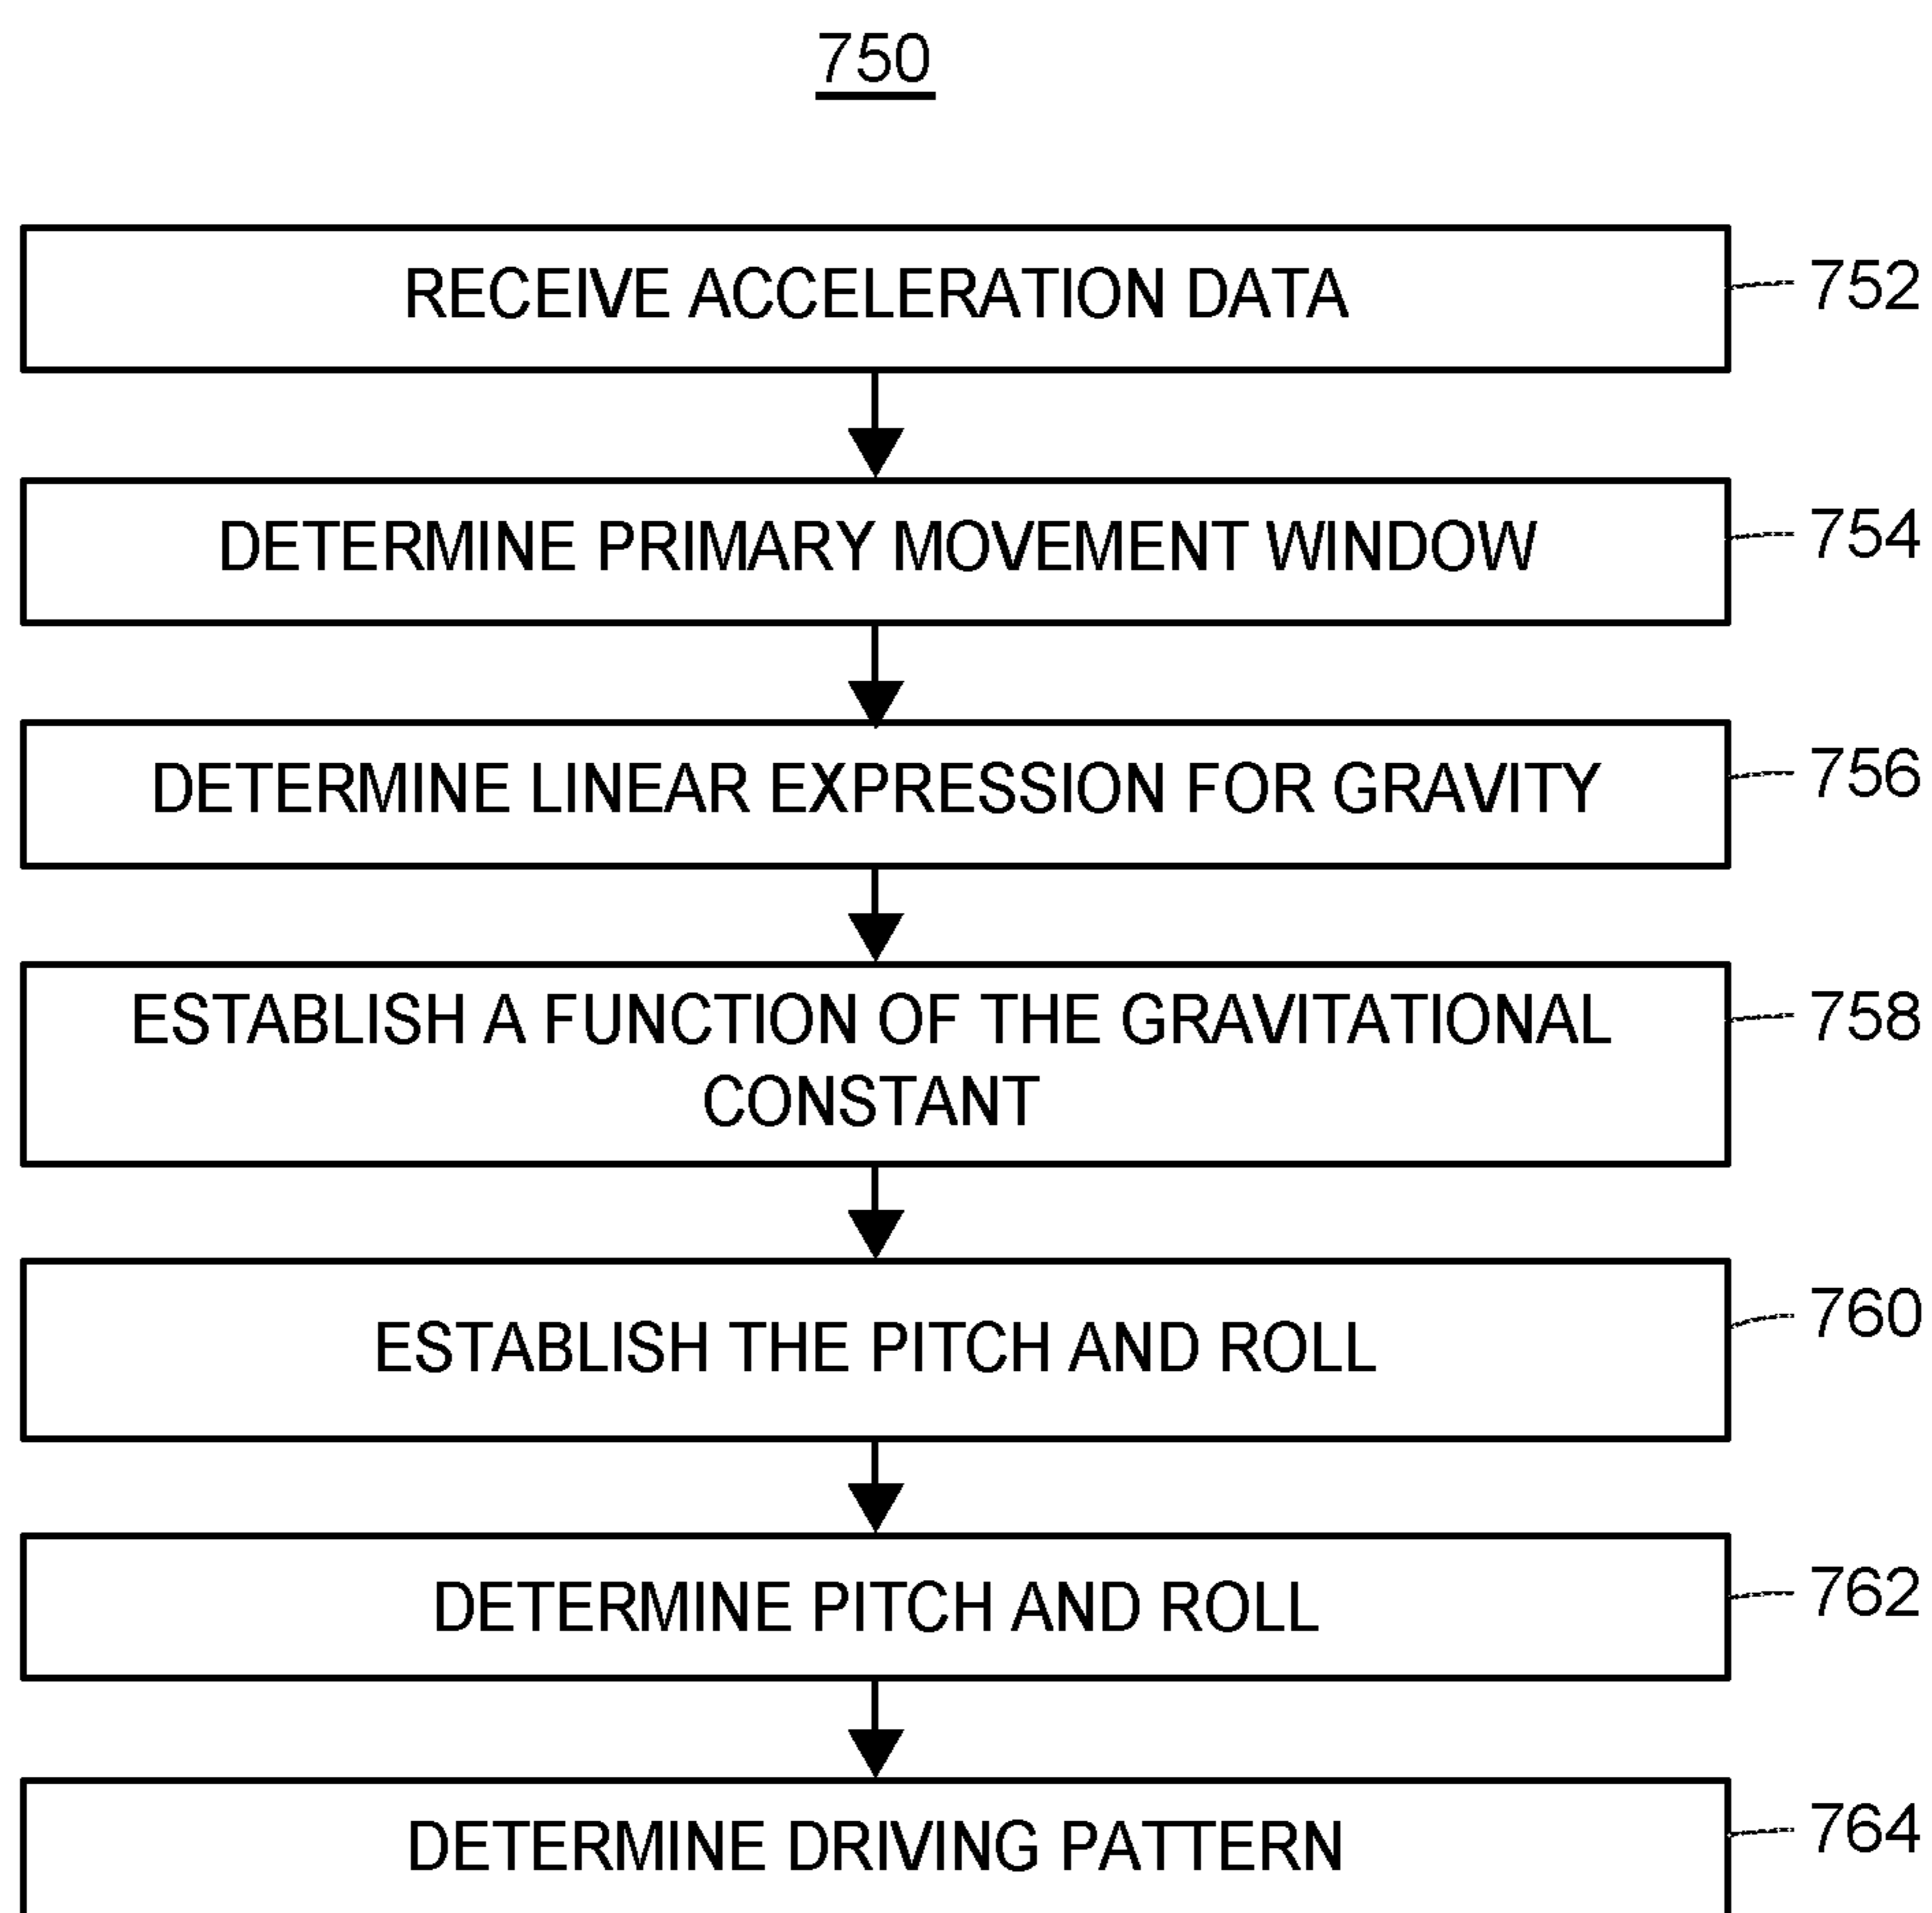 750
RECEIVE ACCELERATION DATA
752
DETERMINE PRIMARY MOVEMENT WINDOW
754
DETERMINE LINEAR EXPRESSION FOR GRAVITY
756
ESTABLISH A FUNCTION OF THE GRAVITATIONAL
CONSTANT
758
ESTABLISH THE PITCH AND ROLL
760
DETERMINE PITCH AND ROLL
762
DETERMINE DRIVING PATTERN
764